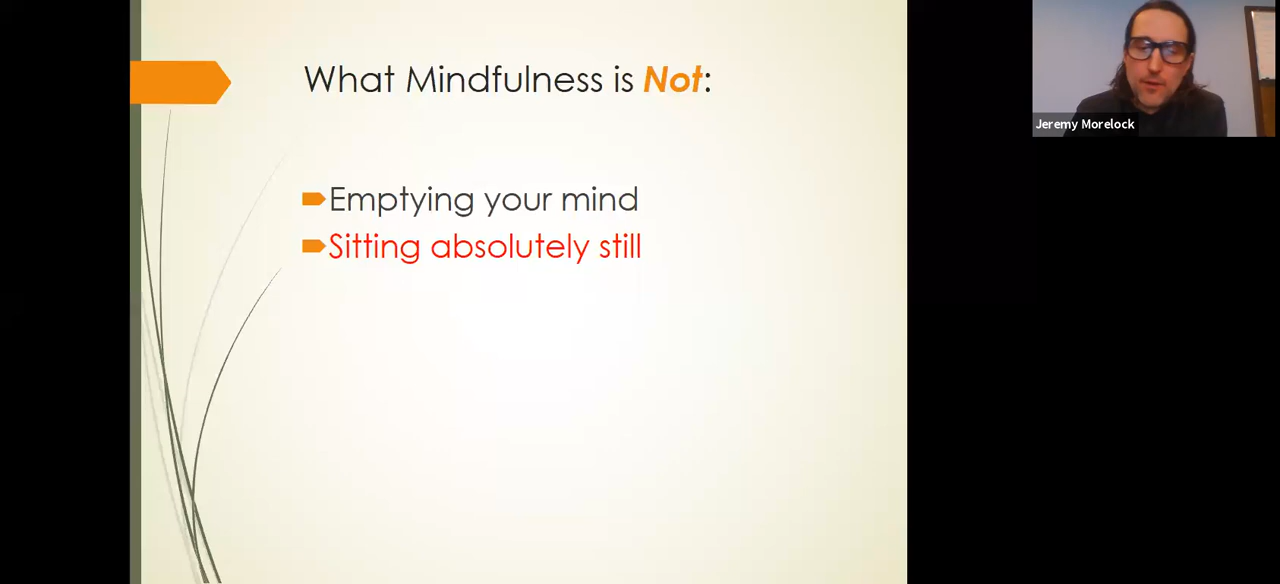 What Mindfulness is Not:
Emptying your mind
Sitting absolutely still
Jeremy Morelock